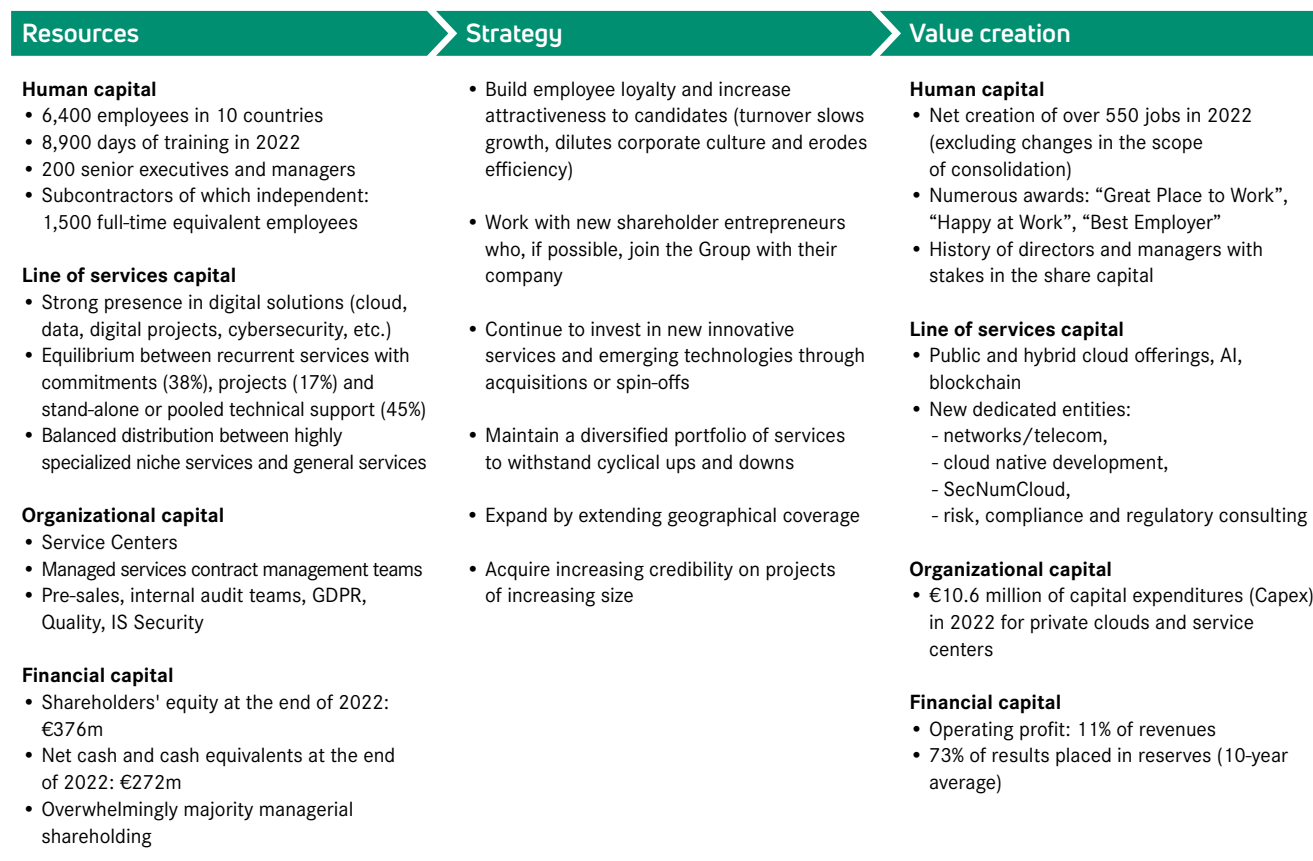 Resources
Human capital
• 6,400 employees in 10 countries
• 8,900 days of training in 2022
• 200 senior executives and managers
• Subcontractors of which independent:
1,500 full-time equivalent employees
Line of services capital
• Strong presence in digital solutions (cloud,
data, digital projects, cybersecurity, etc.)
• Equilibrium between recurrent services with
commitments (38%), projects (17%) and
stand-alone or pooled technical support (45%)
• Balanced distribution between highly
specialized niche services and general services
Organizational capital
• Service Centers
• Managed services contract management teams
• Pre-sales, internal audit teams, GDPR,
Quality, IS Security
Financial capital
• Shareholders' equity at the end of 2022:
€376m
• Net cash and cash equivalents at the end
of 2022: €272m
• Overwhelmingly majority managerial
shareholding
Strategy
• Build employee loyalty and increase
attractiveness to candidates (turnover slows
growth, dilutes corporate culture and erodes
efficiency)
• Work with new shareholder entrepreneurs
who, if possible, join the Group with their
company
• Continue to invest in new innovative
services and emerging technologies through
acquisitions or spin-offs
• Maintain a diversified portfolio of services
to withstand cyclical ups and downs
• Expand by extending geographical coverage
• Acquire increasing credibility on projects
of increasing size
Value creation
Human capital
• Net creation of over 550 jobs in 2022
(excluding changes in the scope
of consolidation)
• Numerous awards: “Great Place to Work”,
“Happy at Work”, “Best Employer”
• History of directors and managers with
stakes in the share capital
Line of services capital
• Public and hybrid cloud offerings, AI,
blockchain
• New dedicated entities:
- networks/telecom,
- cloud native development,
- SecNumCloud,
- risk, compliance and regulatory consulting
Organizational capital
• €10.6 million of capital expenditures (Capex)
in 2022 for private clouds and service
centers
Financial capital
• Operating profit: 11% of revenues
• 73% of results placed in reserves (10-year
average)